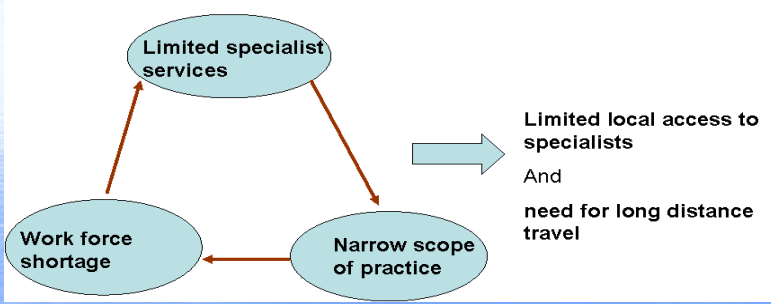 Limited specialist
services
Limited local access to
specialists
And
need for long distance
travel
Work force
shortage
Narrow scope
of practice